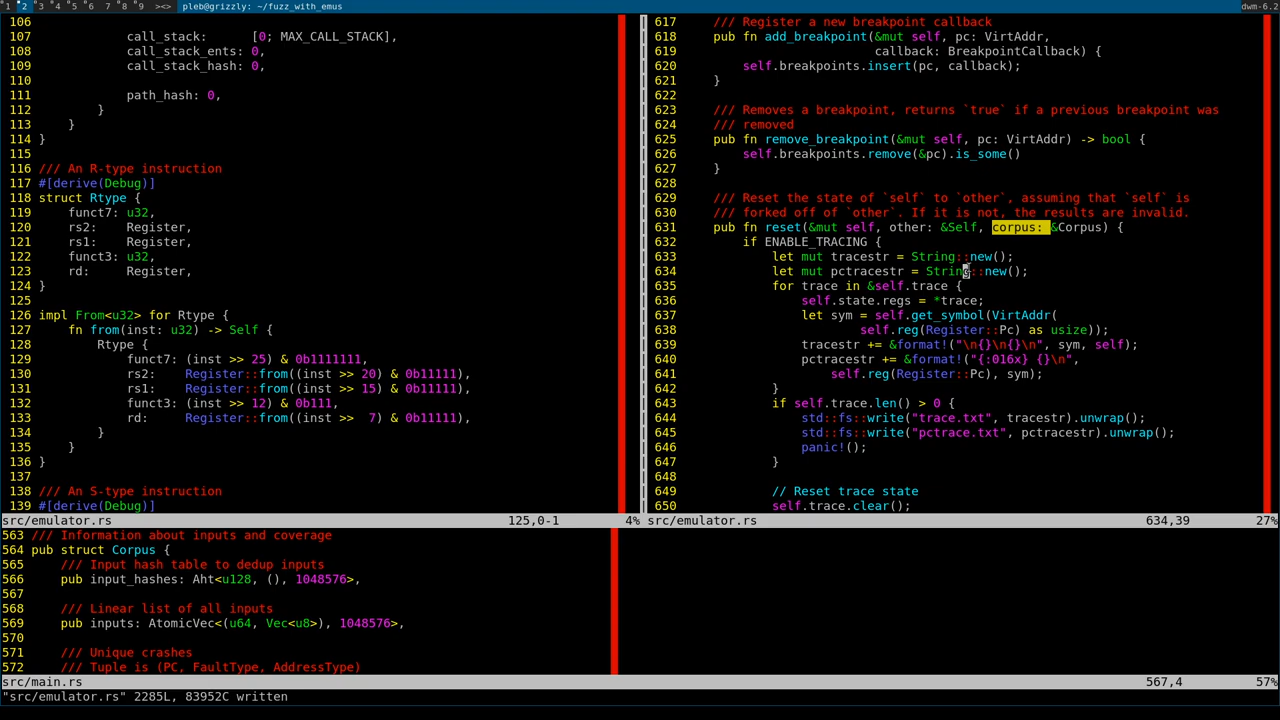 1 2 3 4 5 6 7 8 9 ><> pleb@grizzly: ~/fuzz_with_emus dwm-6.2
106
107             call_stack:      [0; MAX_CALL_STACK],
108             call_stack_ents: 0,
109             call_stack_hash: 0,
110
111             path_hash: 0,
112         }
113     }
114 }
115
116 /// An R-type instruction
117 #[derive(Debug)]
118 struct Rtype {
119     funct7: u32,
120     rs2:    Register,
121     rs1:    Register,
122     funct3: u32,
123     rd:     Register,
124 }
125
126 impl From<u32> for Rtype {
127     fn from(inst: u32) -> Self {
128         Rtype {
129             funct7: (inst >> 25) & 0b1111111,
130             rs2:    Register::from((inst >> 20) & 0b11111),
131             rs1:    Register::from((inst >> 15) & 0b11111),
132             funct3: (inst >> 12) & 0b111,
133             rd:     Register::from((inst >>  7) & 0b11111),
134         }
135     }
136 }
137
138 /// An S-type instruction
139 #[derive(Debug)]
src/emulator.rs 125,0-1 4%
617     /// Register a new breakpoint callback
618     pub fn add_breakpoint(&mut self, pc: VirtAddr,
619                           callback: BreakpointCallback) {
620         self.breakpoints.insert(pc, callback);
621     }
622
623     /// Removes a breakpoint, returns `true` if a previous breakpoint was
624     /// removed
625     pub fn remove_breakpoint(&mut self, pc: VirtAddr) -> bool {
626         self.breakpoints.remove(&pc).is_some()
627     }
628
629     /// Reset the state of `self` to `other`, assuming that `self` is
630     /// forked off of `other`. If it is not, the results are invalid.
631     pub fn reset(&mut self, other: &Self, corpus: &Corpus) {
632         if ENABLE_TRACING {
633             let mut tracestr = String::new();
634             let mut pctracestr = String::new();
635             for trace in &self.trace {
636                 self.state.regs = *trace;
637                 let sym = self.get_symbol(VirtAddr(
638                         self.reg(Register::Pc) as usize));
639                 tracestr += &format!("\n{}\n{}\n", sym, self);
640                 pctracestr += &format!("{:016x} {}\n",
641                     self.reg(Register::Pc), sym);
642             }
643             if self.trace.len() > 0 {
644                 std::fs::write("trace.txt", tracestr).unwrap();
645                 std::fs::write("pctrace.txt", pctracestr).unwrap();
646                 panic!();
647             }
648
649             // Reset trace state
650             self.trace.clear();
src/emulator.rs 634,39 27%
563 /// Information about inputs and coverage
564 pub struct Corpus {
565     /// Input hash table to dedup inputs
566     pub input_hashes: Aht<u128, (), 1048576>,
567
568     /// Linear list of all inputs
569     pub inputs: AtomicVec<(u64, Vec<u8>), 1048576>,
570
571     /// Unique crashes
572     /// Tuple is (PC, FaultType, AddressType)
src/main.rs 567,4 57%
"src/emulator.rs" 2285L, 83952C written